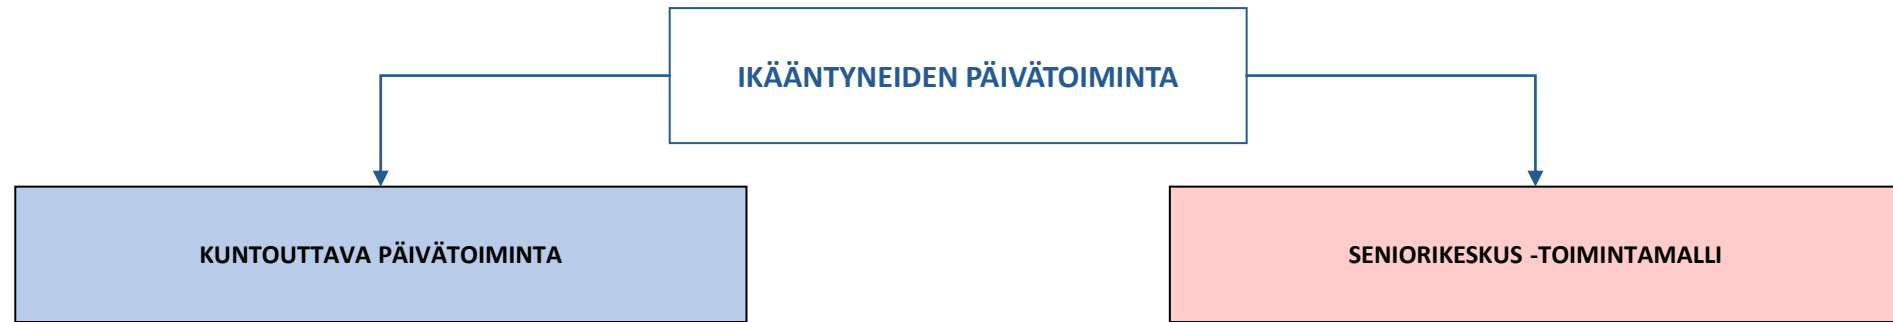 IKÄÄNTYNEIDEN PÄIVÄTOIMINTA
KUNTOUTTAVA PÄIVÄTOIMINTA
SENIORIKESKUS -TOIMINTAMALLI